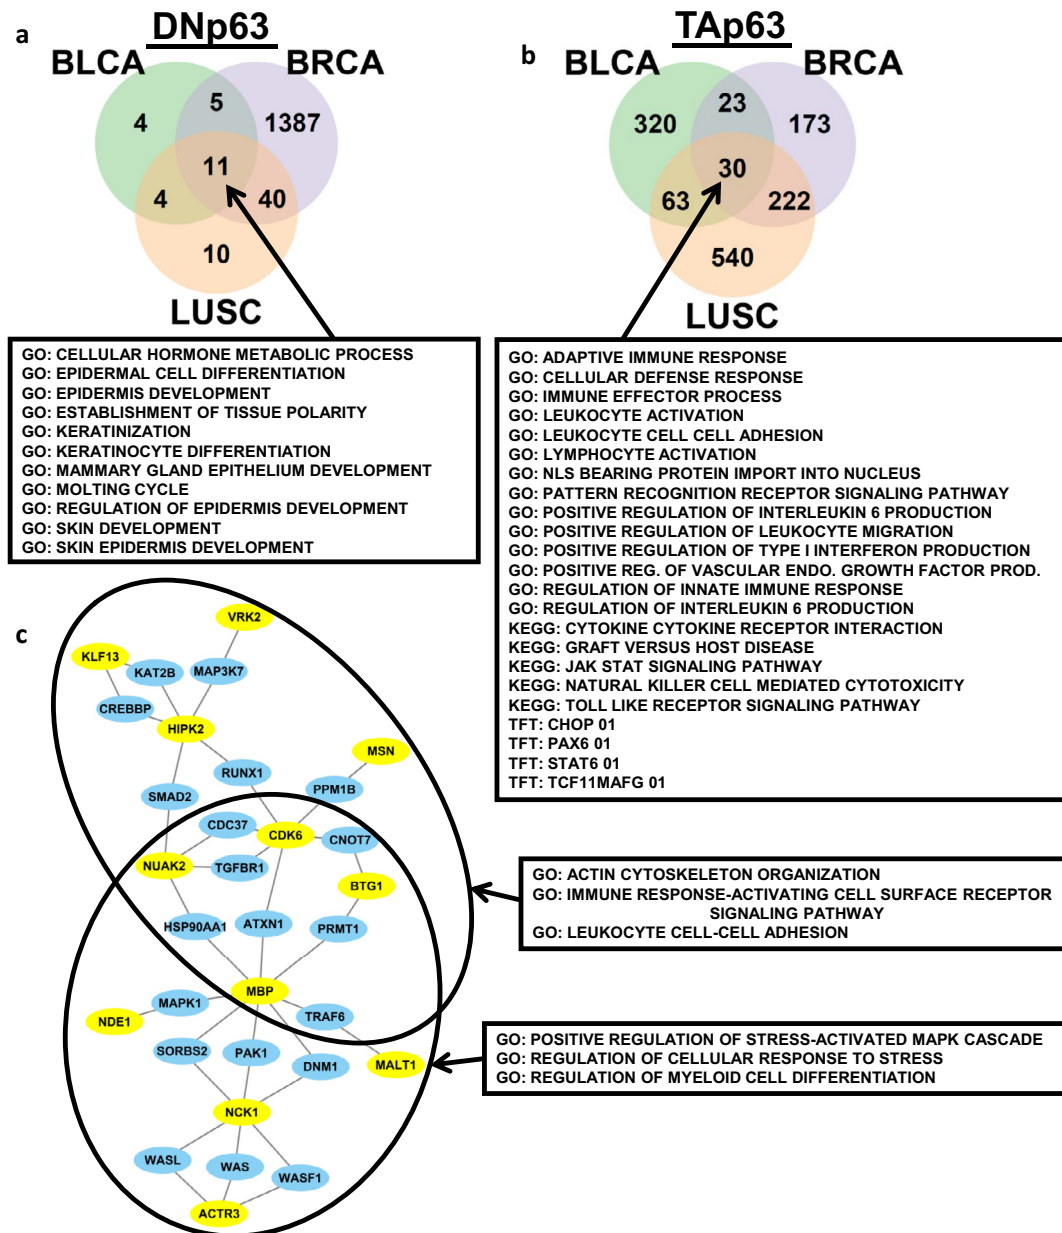 a
DNp63
BLCA
BRCA
5
4
1387
11
4
40
10
LUSC
b
TAp63
BLCA
BRCA
23
320
173
30
63
222
540
LUSC
GO: CELLULAR HORMONE METABOLIC PROCESS
GO: EPIDERMAL CELL DIFFERENTIATION
GO: EPIDERMIS DEVELOPMENT
GO: ESTABLISHMENT OF TISSUE POLARITY
GO: KERATINIZATION
GO: KERATINOCYTE DIFFERENTIATION
GO: MAMMARY GLAND EPITHELIUM DEVELOPMENT
GO: MOLTING CYCLE
GO: REGULATION OF EPIDERMIS DEVELOPMENT
GO: SKIN DEVELOPMENT
GO: SKIN EPIDERMIS DEVELOPMENT
GO: ADAPTIVE IMMUNE RESPONSE
GO: CELLULAR DEFENSE RESPONSE
GO: IMMUNE EFFECTOR PROCESS
GO: LEUKOCYTE ACTIVATION
GO: LEUKOCYTE CELL CELL ADHESION
GO: LYMPHOCYTE ACTIVATION
GO: NLS BEARING PROTEIN IMPORT INTO NUCLEUS
GO: PATTERN RECOGNITION RECEPTOR SIGNALING PATHWAY
GO: POSITIVE REGULATION OF INTERLEUKIN 6 PRODUCTION
GO: POSITIVE REGULATION OF LEUKOCYTE MIGRATION
GO: POSITIVE REGULATION OF TYPE I INTERFERON PRODUCTION
GO: POSITIVE REG. OF VASCULAR ENDO. GROWTH FACTOR PROD.
GO: REGULATION OF INNATE IMMUNE RESPONSE
GO: REGULATION OF INTERLEUKIN 6 PRODUCTION
KEGG: CYTOKINE CYTOKINE RECEPTOR INTERACTION
KEGG: GRAFT VERSUS HOST DISEASE
KEGG: JAK STAT SIGNALING PATHWAY
KEGG: NATURAL KILLER CELL MEDIATED CYTOTOXICITY
KEGG: TOLL LIKE RECEPTOR SIGNALING PATHWAY
TFT: CHOP 01
TFT: PAX6 01
TFT: STAT6 01
TFT: TCF11MAFG 01
c
VRK2
KLF13
KAT2B
MAP3K7
CREBBP
HIPK2
MSN
RUNX1
PPM1B
SMAD2
CDC37
CDK6
CNOT7
NUAK2
TGFBR1
BTG1
HSP90AA1
ATXN1
PRMT1
MBP
MAPK1
NDE1
TRAF6
SORBS2
PAK1
DNM1
MALT1
NCK1
WASL
WAS
WASF1
ACTR3
GO: ACTIN CYTOSKELETON ORGANIZATION
GO: IMMUNE RESPONSE-ACTIVATING CELL SURFACE RECEPTOR
SIGNALING PATHWAY
GO: LEUKOCYTE CELL-CELL ADHESION
GO: POSITIVE REGULATION OF STRESS-ACTIVATED MAPK CASCADE
GO: REGULATION OF CELLULAR RESPONSE TO STRESS
GO: REGULATION OF MYELOID CELL DIFFERENTIATION